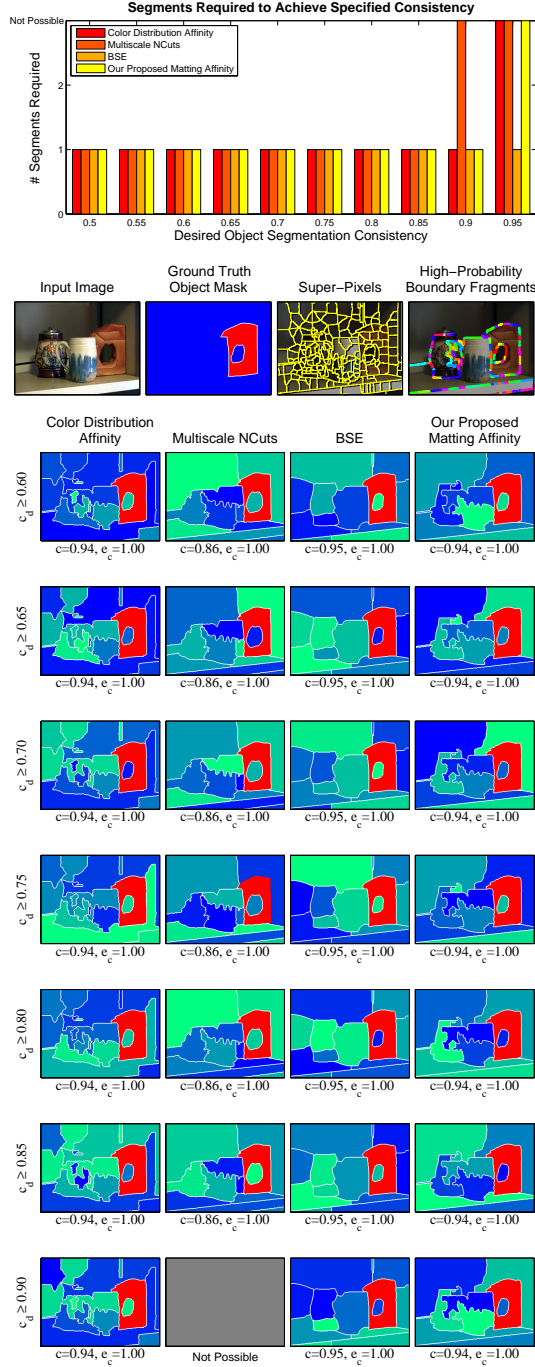 Segments Required to Achieve Specified Consistency
Not Possible
3
2
1
0
# Segments Required
Color Distribution Affinity
Multiscale NCuts
BSE
Our Proposed Matting Affinity
0.5 0.55 0.6 0.65 0.7 0.75 0.8 0.85 0.9 0.95
Desired Object Segmentation Consistency
Input Image
Ground Truth
Object Mask
Super−Pixels
High−Probability
Boundary Fragments
Color Distribution
Affinity
Multiscale NCuts
BSE
Our Proposed
Matting Affinity
c_d ≥ 0.60
c=0.94, e_c=1.00 c=0.86, e_c=1.00 c=0.95, e_c=1.00 c=0.94, e_c=1.00
c_d ≥ 0.65
c=0.94, e_c=1.00 c=0.86, e_c=1.00 c=0.95, e_c=1.00 c=0.94, e_c=1.00
c_d ≥ 0.70
c=0.94, e_c=1.00 c=0.86, e_c=1.00 c=0.95, e_c=1.00 c=0.94, e_c=1.00
c_d ≥ 0.75
c=0.94, e_c=1.00 c=0.86, e_c=1.00 c=0.95, e_c=1.00 c=0.94, e_c=1.00
c_d ≥ 0.80
c=0.94, e_c=1.00 c=0.86, e_c=1.00 c=0.95, e_c=1.00 c=0.94, e_c=1.00
c_d ≥ 0.85
c=0.94, e_c=1.00 c=0.86, e_c=1.00 c=0.95, e_c=1.00 c=0.94, e_c=1.00
c_d ≥ 0.90
c=0.94, e_c=1.00 Not Possible c=0.95, e_c=1.00 c=0.94, e_c=1.00